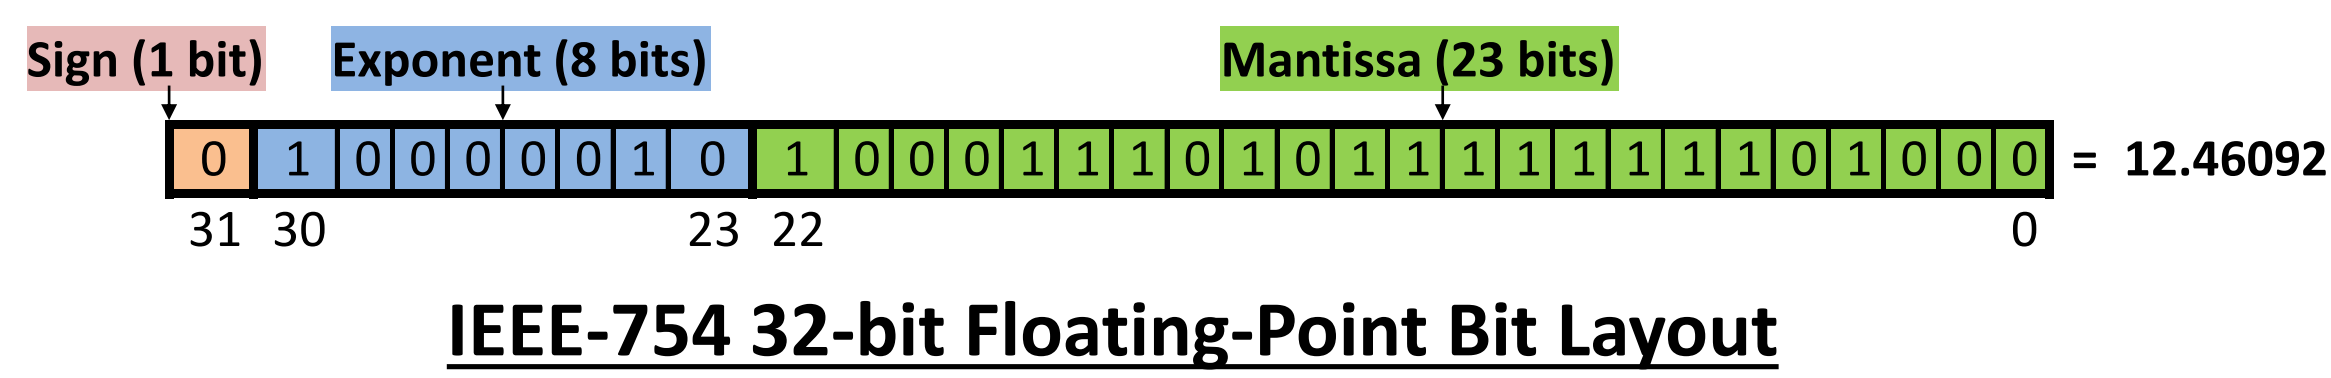 Sign (1 bit) Exponent (8 bits) Mantissa (23 bits)
0 1 0 0 0 0 0 1 0 1 0 0 0 1 1 1 0 1 0 1 1 1 1 1 1 1 1 0 1 0 0 0 = 12.46092
31 30 23 22 0
IEEE-754 32-bit Floating-Point Bit Layout